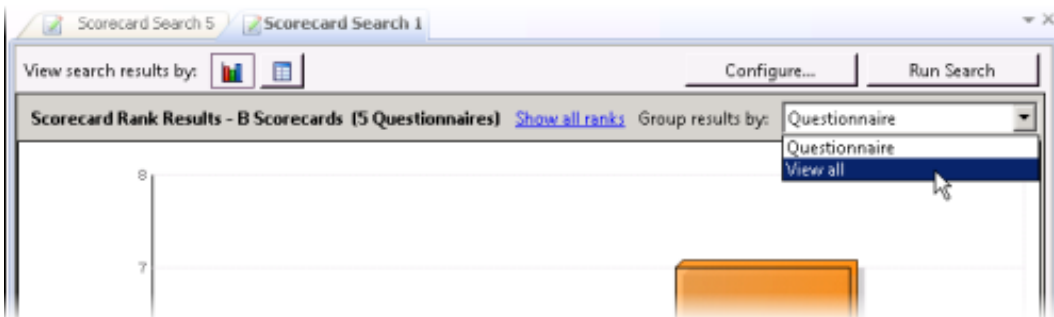 Scorecard Search 5
Scorecard Search 1
View search results by:
Configure...
Run Search
Scorecard Rank Results - B Scorecards (5 Questionnaires) Show all ranks Group results by: Questionnaire
Questionnaire
View all
8
7